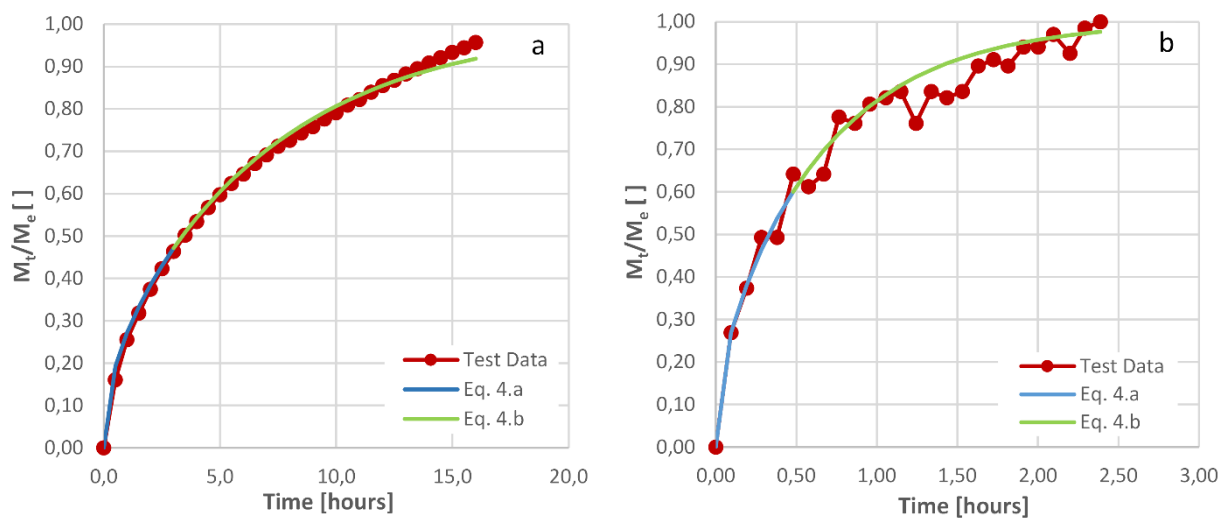 a
1,00
0,90
0,80
0,70
0,60
0,50
0,40
0,30
0,20
0,10
0,00
Mt/Me [ ]
Test Data
Eq. 4.a
Eq. 4.b
0,0 5,0 10,0 15,0 20,0
Time [hours]
b
1,00
0,90
0,80
0,70
0,60
0,50
0,40
0,30
0,20
0,10
0,00
Mt/Me [ ]
Test Data
Eq. 4.a
Eq. 4.b
0,00 0,50 1,00 1,50 2,00 2,50 3,00
Time [hours]